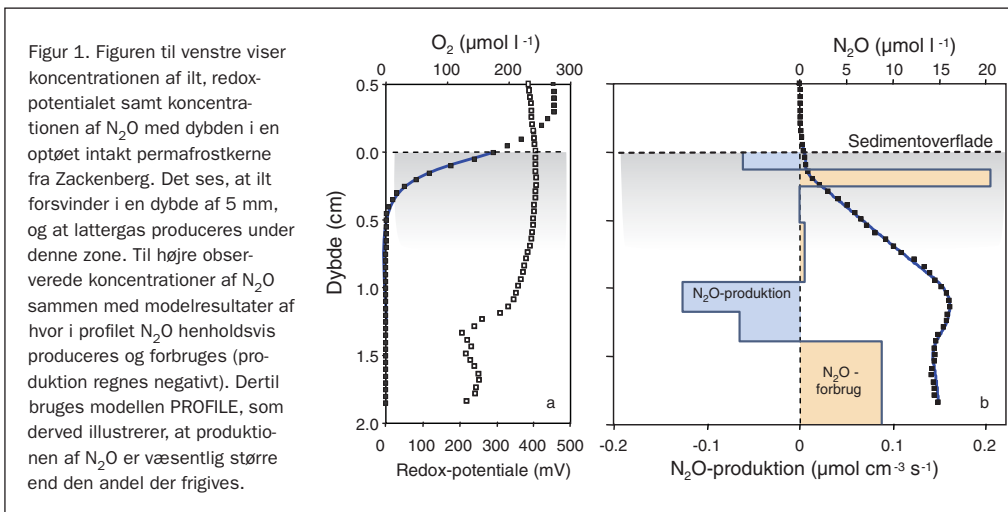 Figur 1. Figuren til venstre viser
koncentrationen af ilt, redox-
potentialet samt koncentra-
tionen af N₂O med dybden i en
optøet intakt permafrostkerne
fra Zackenberg. Det ses, at ilt
forsvinder i en dybde af 5 mm,
og at lattergas produceres under
denne zone. Til højre obser-
verede koncentrationer af N₂O
sammen med modelresultater af
hvor i profilet N₂O henholdsvis
produceres og forbruges (pro-
duktion regnes negativt). Dertil
bruges modellen PROFILE, som
derved illustrerer, at produktio-
nen af N₂O er væsentlig større
end den andel der frigives.
O₂ (µmol l⁻¹)
0 100 200 300
0.5
0.0
0.5
1.0
1.5
2.0
Dybde (cm)
a
0 100 200 300 400 500
Redox-potentiale (mV)
N₂O (µmol l⁻¹)
0 5 10 15 20
Sedimentoverflade
N₂O-produktion
N₂O -
forbrug
b
-0.2 -0.1 0 0.1 0.2
N₂O-produktion (µmol cm⁻³ s⁻¹)